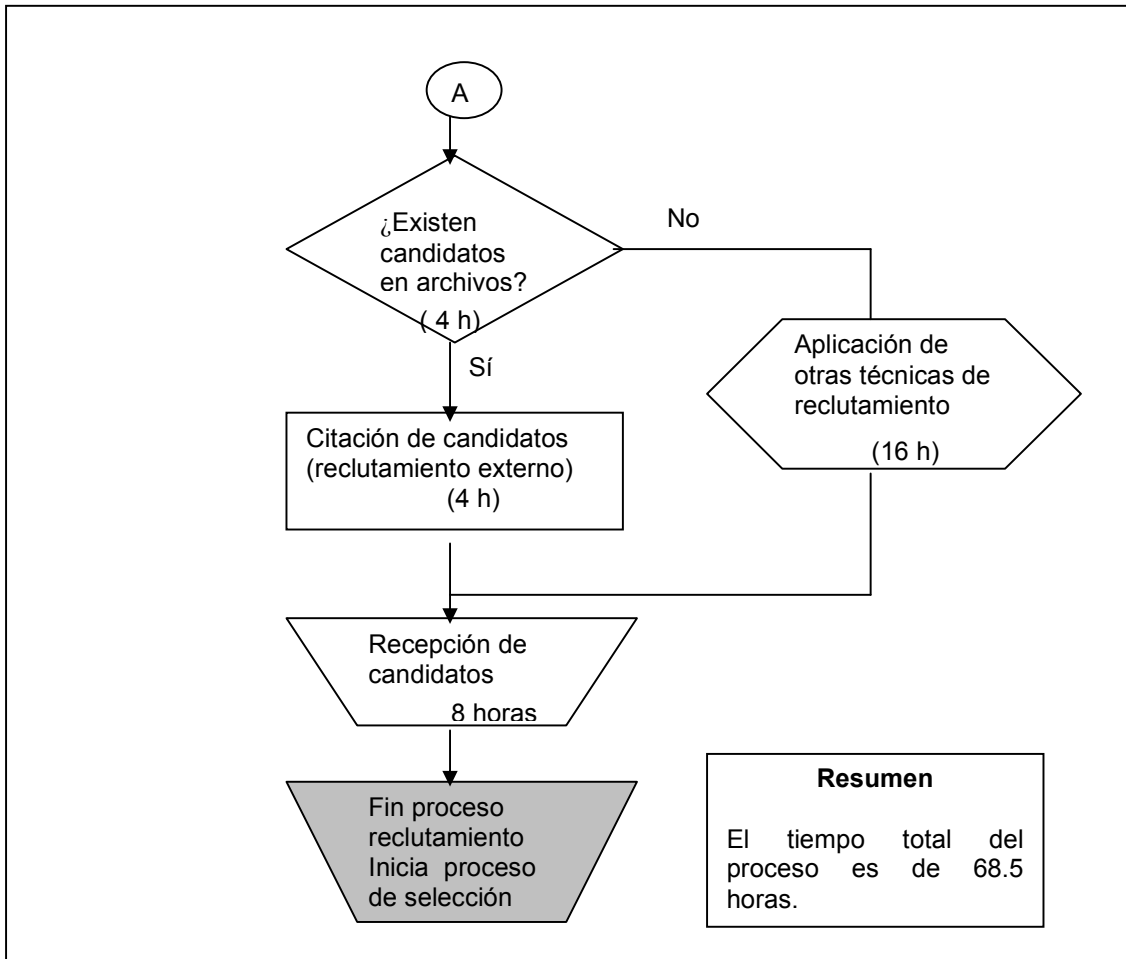 A
¿Existen
candidatos
en archivos?
( 4 h)
No
Sí
Aplicación de
otras técnicas de
reclutamiento
(16 h)
Citación de candidatos
(reclutamiento externo)
(4 h)
Recepción de
candidatos
8 horas
Fin proceso
reclutamiento
Inicia proceso
de selección
Resumen
El tiempo total del
proceso es de 68.5
horas.